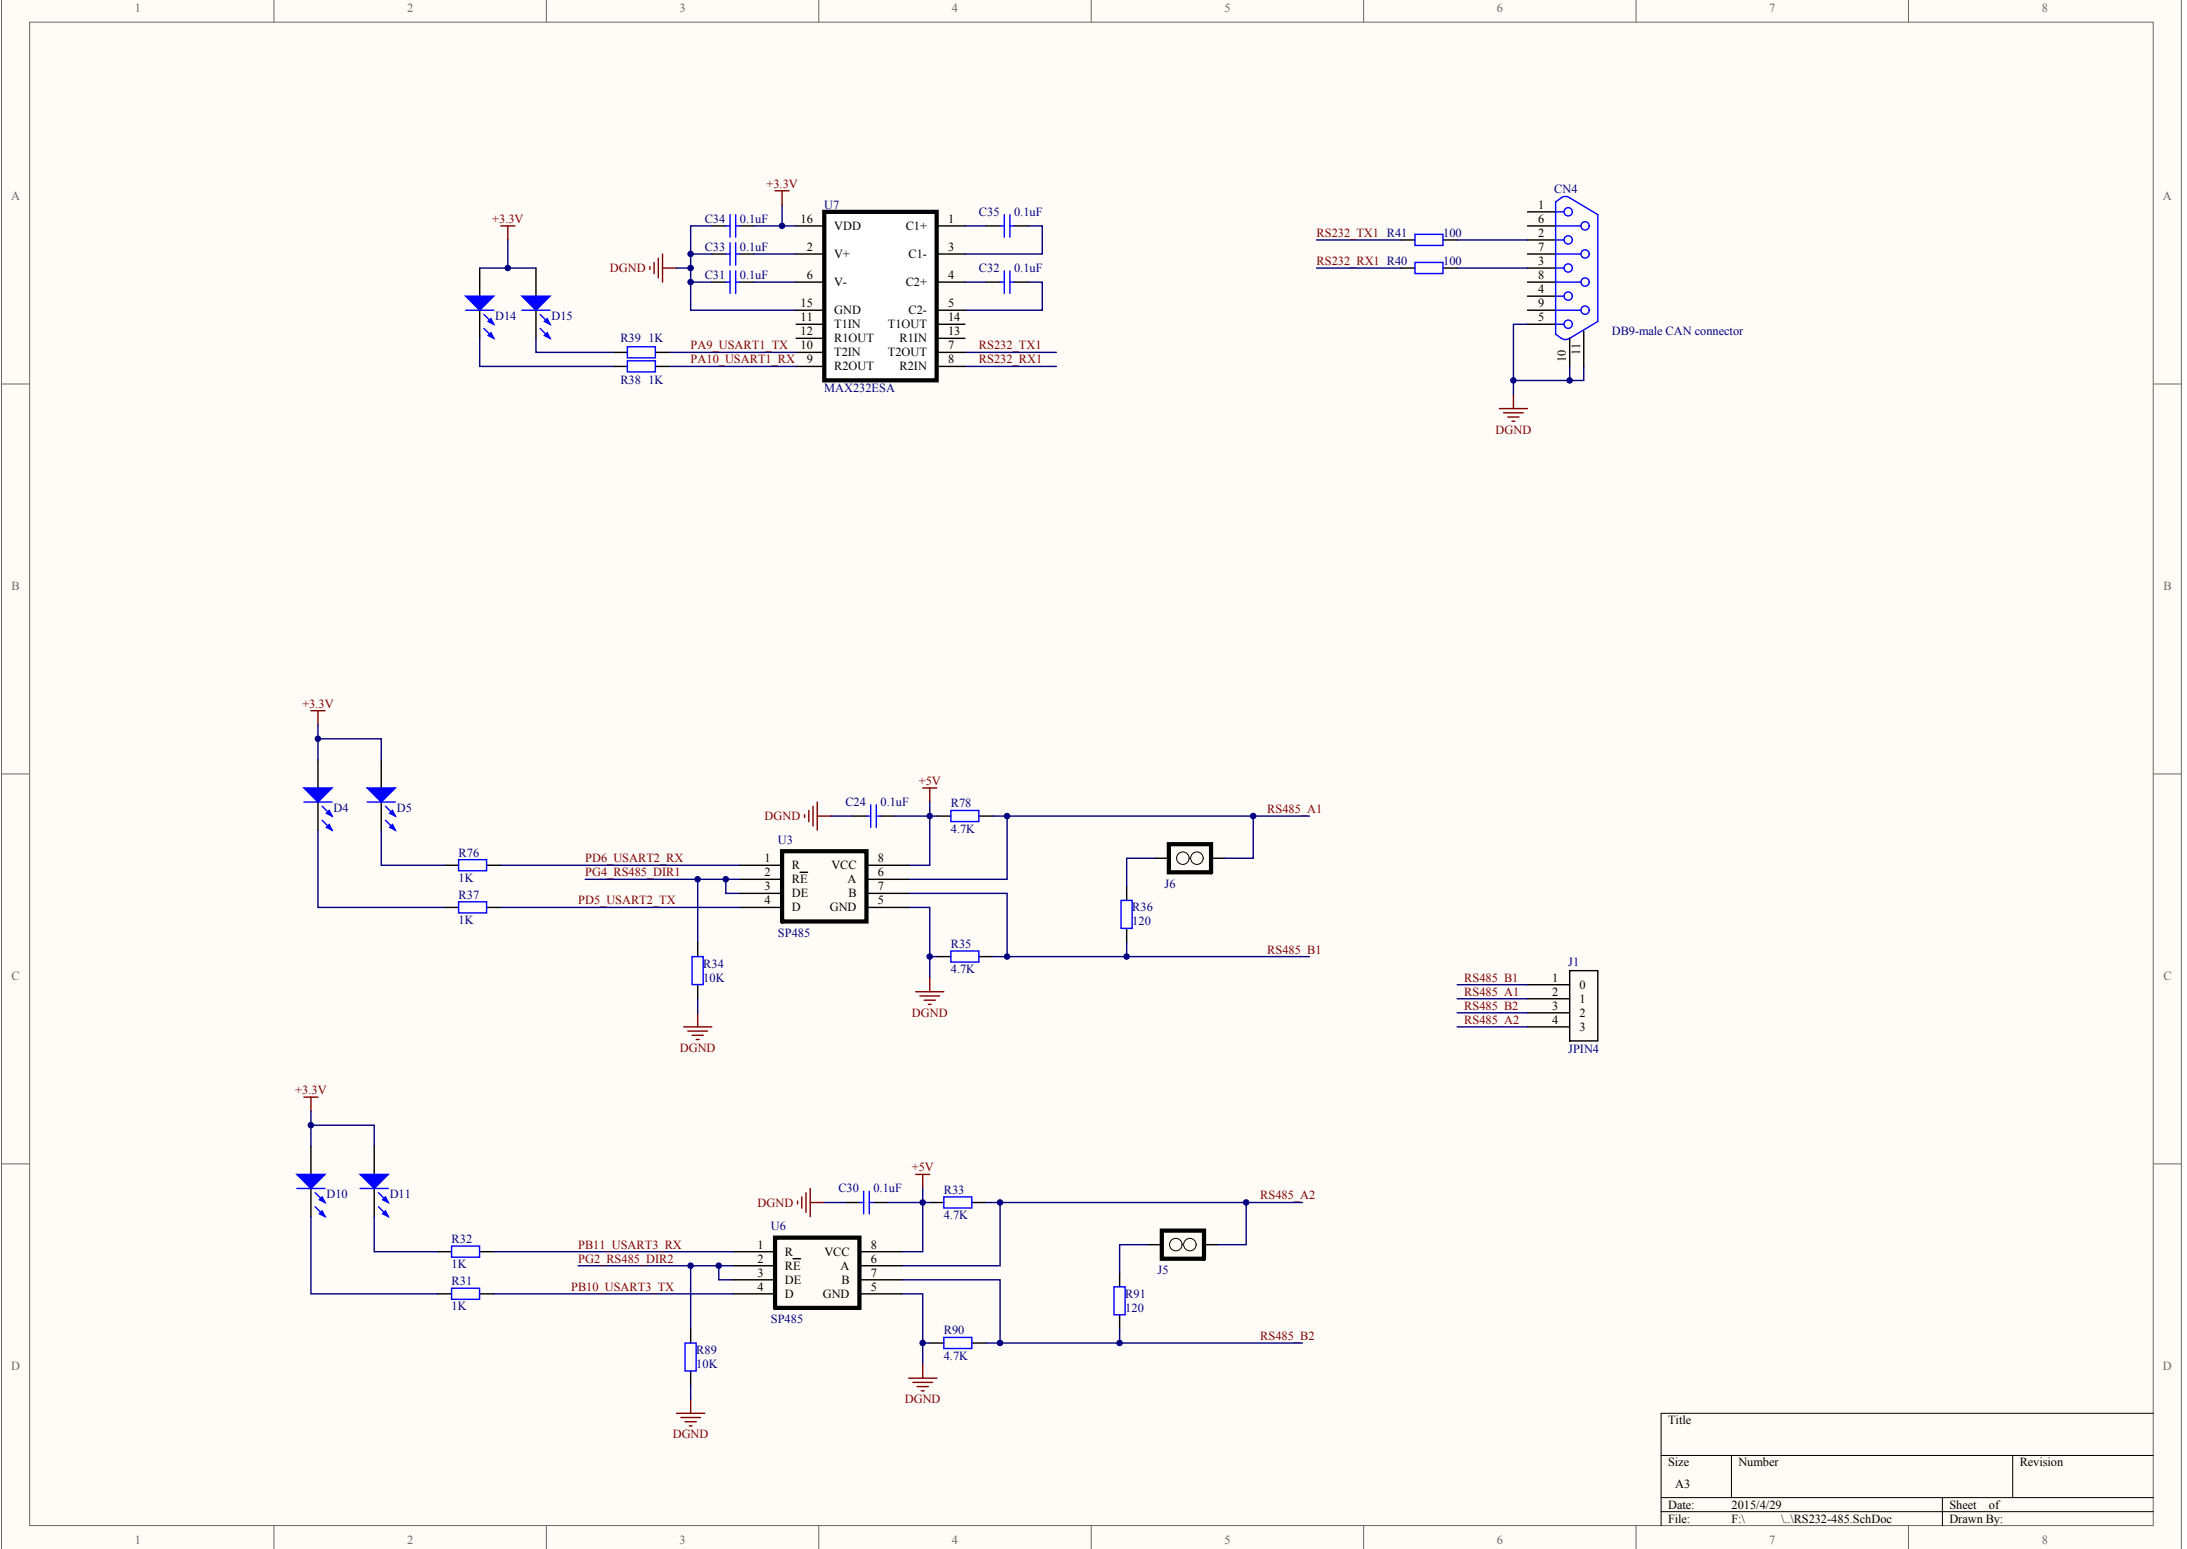 1 2 3 4 5 6 7 8
A A
+3.3V
CN4
U7
+3.3V
C34 0.1uF 16 VDD C1+ 1 C35 0.1uF
1
6
RS232_TX1 R41 100 2
C33 0.1uF 2 V+ C1- 3
7
DGND
RS232_RX1 R40 100 3
C31 0.1uF 6 V- C2+ 4 C32 0.1uF
8
4
9
15 GND C2- 5
5
D14 D15
11 T1IN T1OUT 14
DB9-male CAN connector
12 R1OUT R1IN 13
R39 1K
PA9_USART1_TX 10 T2IN T2OUT 7 RS232_TX1
PA10_USART1_RX 9 R2OUT R2IN 8 RS232_RX1
10 11
R38 1K
MAX232ESA
DGND
B B
+3.3V
+5V
D4 D5
DGND C24 0.1uF R78
4.7K
RS485_A1
U3
R76
1K
PD6_USART2_RX 1 R VCC 8
PG4_RS485_DIR1 2 RE A 6
3 DE B 7
R37
1K
PD5_USART2_TX 4 D GND 5
SP485
J6
R36
120
R35
4.7K
RS485_B1
R34
10K
DGND
DGND
C C
J1
RS485_B1 1 0
RS485_A1 2 1
RS485_B2 3 2
RS485_A2 4 3
JPIN4
+3.3V
+5V
D10 D11
DGND C30 0.1uF R33
4.7K
RS485_A2
U6
R32
1K
PB11_USART3_RX 1 R VCC 8
PG2_RS485_DIR2 2 RE A 6
3 DE B 7
R31
1K
PB10_USART3_TX 4 D GND 5
SP485
J5
R91
120
R90
4.7K
RS485_B2
R89
10K
DGND
DGND
D D
Title
Size Number Revision
A3
Date: 2015/4/29 Sheet of
File: F:\ \..\RS232-485.SchDoc Drawn By:
1 2 3 4 5 6 7 8